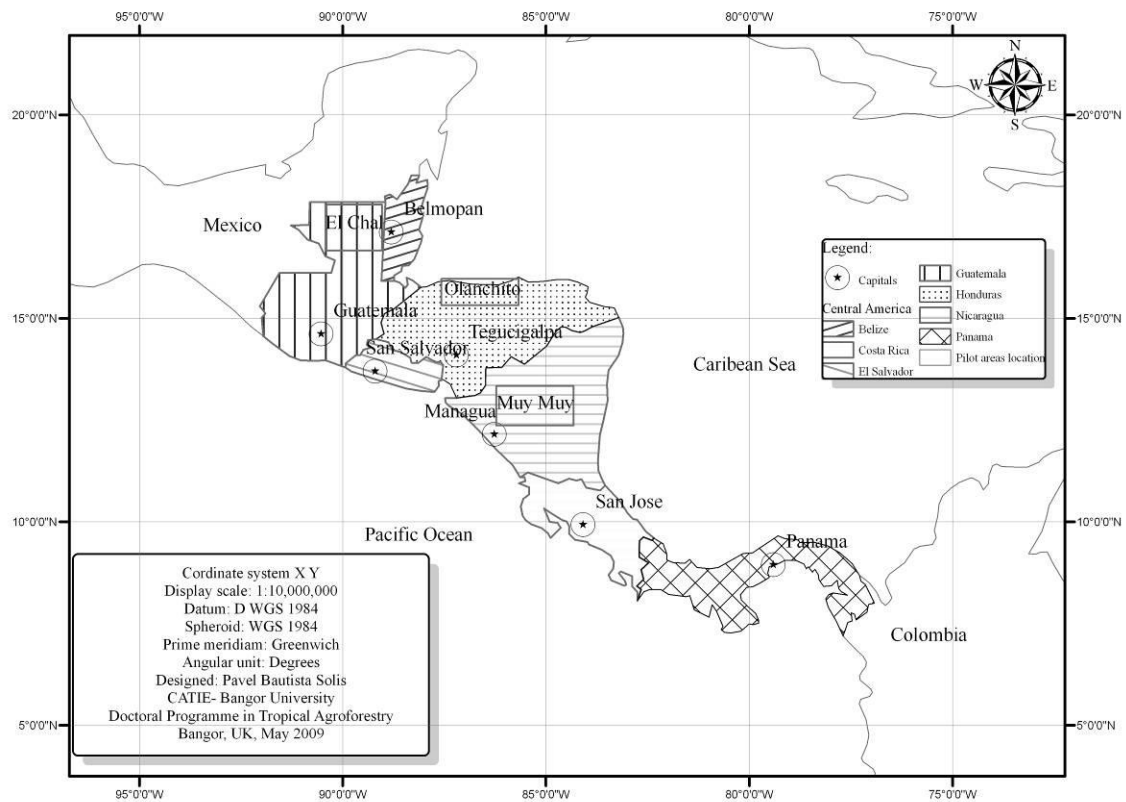 95°0'0"W 90°0'0"W 85°0'0"W 80°0'0"W 75°0'0"W
N
W E
S
20°0'0"N 20°0'0"N
Mexico
El Chal
Belmopan
Olanchito
Guatemala
Tegucigalpa
San Salvador
15°0'0"N 15°0'0"N
Caribean Sea
Managua
Muy Muy
San Jose
10°0'0"N 10°0'0"N
Pacific Ocean
Panama
Colombia
5°0'0"N 5°0'0"N
Legend:
Capitals
Central America
Belize
Costa Rica
El Salvador
Guatemala
Honduras
Nicaragua
Panama
Pilot areas location
Cordinate system X Y
Display scale: 1:10,000,000
Datum: D WGS 1984
Spheroid: WGS 1984
Prime meridiam: Greenwich
Angular unit: Degrees
Designed: Pavel Bautista Solis
CATIE- Bangor University
Doctoral Programme in Tropical Agroforestry
Bangor, UK, May 2009
95°0'0"W 90°0'0"W 85°0'0"W 80°0'0"W 75°0'0"W